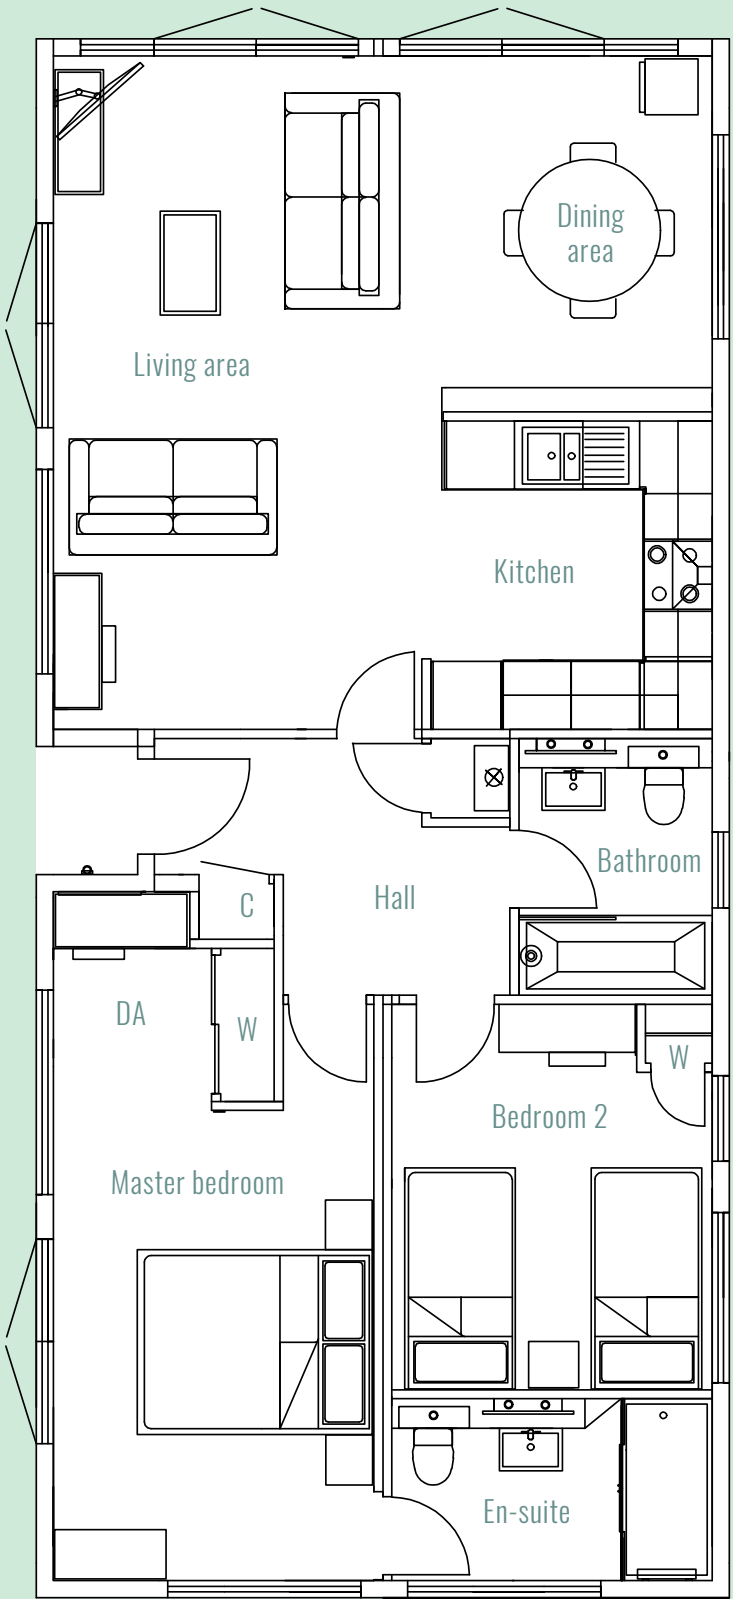 Dining
area
Living area
Kitchen
Bathroom
Hall
C
DA
W
W
Bedroom 2
Master bedroom
En-suite